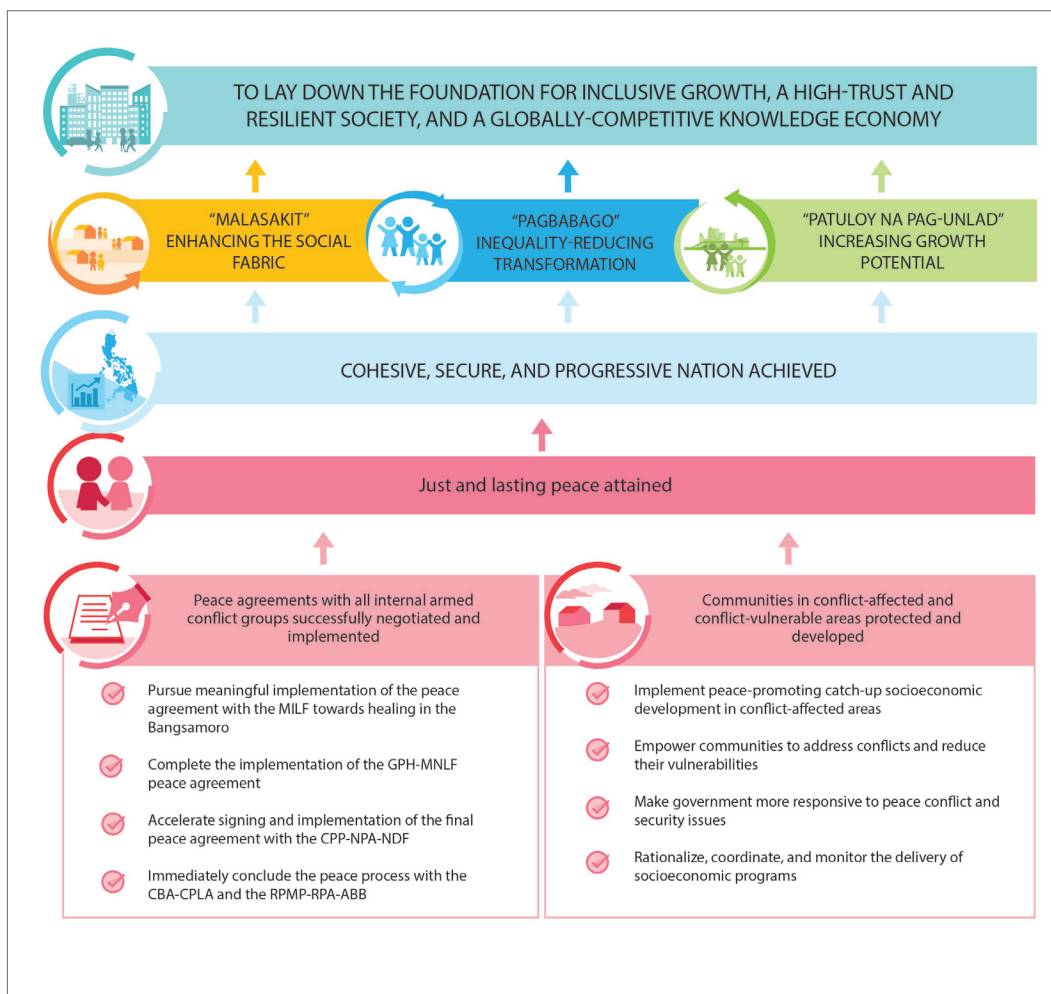 TO LAY DOWN THE FOUNDATION FOR INCLUSIVE GROWTH, A HIGH-TRUST AND
RESILIENT SOCIETY, AND A GLOBALLY-COMPETITIVE KNOWLEDGE ECONOMY
“MALASAKIT”
ENHANCING THE SOCIAL
FABRIC
“PAGBABAGO”
INEQUALITY-REDUCING
TRANSFORMATION
“PATULOY NA PAG-UNLAD”
INCREASING GROWTH
POTENTIAL
COHESIVE, SECURE, AND PROGRESSIVE NATION ACHIEVED
Just and lasting peace attained
Peace agreements with all internal armed
conflict groups successfully negotiated and
implemented
Pursue meaningful implementation of the peace
agreement with the MILF towards healing in the
Bangsamoro
Complete the implementation of the GPH-MNLF
peace agreement
Accelerate signing and implementation of the final
peace agreement with the CPP-NPA-NDF
Immediately conclude the peace process with the
CBA-CPLA and the RPMP-RPA-ABB
Communities in conflict-affected and
conflict-vulnerable areas protected and
developed
Implement peace-promoting catch-up socioeconomic
development in conflict-affected areas
Empower communities to address conflicts and reduce
their vulnerabilities
Make government more responsive to peace conflict and
security issues
Rationalize, coordinate, and monitor the delivery of
socioeconomic programs